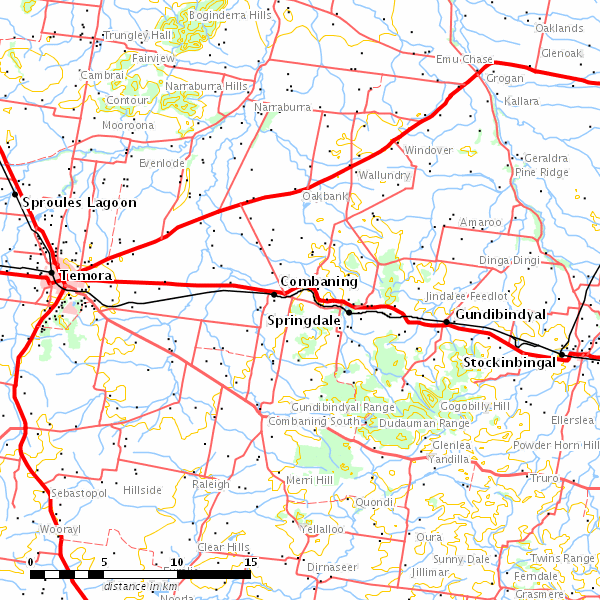 Boginderra Hills
Oaklands
Trungley Hall
Glenoak
Fairview
Emu Chase
Cambrai
Grogan
Narraburra Hills
Contour
Kallara
Narraburra
Mooroona
Windover
Evenlode
Geraldra
Pine Ridge
Wallundry
Oakbank
Sproules Lagoon
Amaroo
Dinga Dingi
Temora
Combaning
Jindalee Feedlot
Springdale
Gundibindyal
Stockinbingal
Gundibindyal Range
Gogobilly Hill
Combaning South
Dudauman Range
Ellerslea
Glenlea
Powder Horn Hill
Yandilla
Merri Hill
Truro
Raleigh
Hillside
Sebastopol
Quondi
Yellalloo
Woorayl
Oura
Clear Hills
Sunny Dale
Twins Range
0 5 10 15
Dirnaseer
Jillimar
Ferndale
distance in km
Grasmere